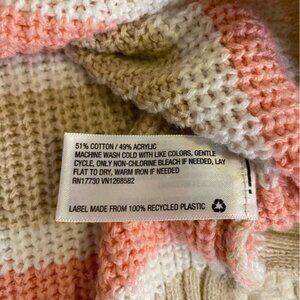 51% COTTON / 49% ACRYLIC
MACHINE WASH COLD WITH LIKE COLORS, GENTLE
CYCLE, ONLY NON-CHLORINE BLEACH IF NEEDED, LAY
FLAT TO DRY, WARM IRON IF NEEDED
RN17730 VN1268582
LABEL MADE FROM 100% RECYCLED PLASTIC